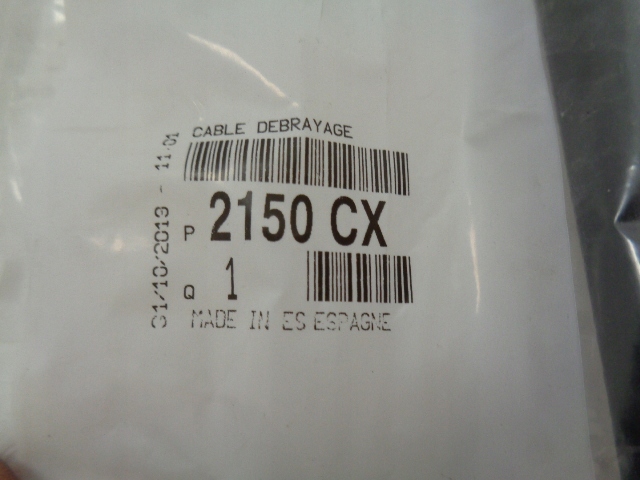 CABLE DEBRAYAGE
P 2150 CX
Q 1
MADE IN ES ESPAGNE
31/10/2013 - 11:01